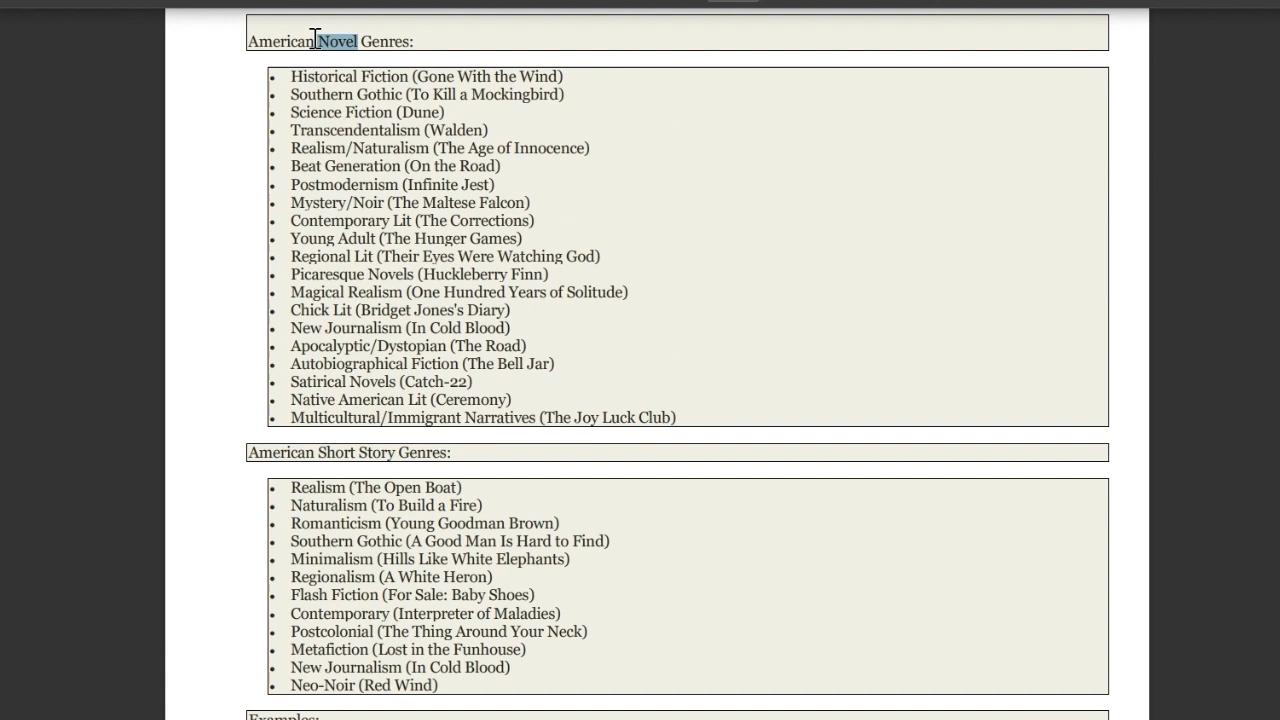 American Novel Genres:
• Historical Fiction (Gone With the Wind)
• Southern Gothic (To Kill a Mockingbird)
• Science Fiction (Dune)
• Transcendentalism (Walden)
• Realism/Naturalism (The Age of Innocence)
• Beat Generation (On the Road)
• Postmodernism (Infinite Jest)
• Mystery/Noir (The Maltese Falcon)
• Contemporary Lit (The Corrections)
• Young Adult (The Hunger Games)
• Regional Lit (Their Eyes Were Watching God)
• Picaresque Novels (Huckleberry Finn)
• Magical Realism (One Hundred Years of Solitude)
• Chick Lit (Bridget Jones's Diary)
• New Journalism (In Cold Blood)
• Apocalyptic/Dystopian (The Road)
• Autobiographical Fiction (The Bell Jar)
• Satirical Novels (Catch-22)
• Native American Lit (Ceremony)
• Multicultural/Immigrant Narratives (The Joy Luck Club)
American Short Story Genres:
• Realism (The Open Boat)
• Naturalism (To Build a Fire)
• Romanticism (Young Goodman Brown)
• Southern Gothic (A Good Man Is Hard to Find)
• Minimalism (Hills Like White Elephants)
• Regionalism (A White Heron)
• Flash Fiction (For Sale: Baby Shoes)
• Contemporary (Interpreter of Maladies)
• Postcolonial (The Thing Around Your Neck)
• Metafiction (Lost in the Funhouse)
• New Journalism (In Cold Blood)
• Neo-Noir (Red Wind)
Examples: